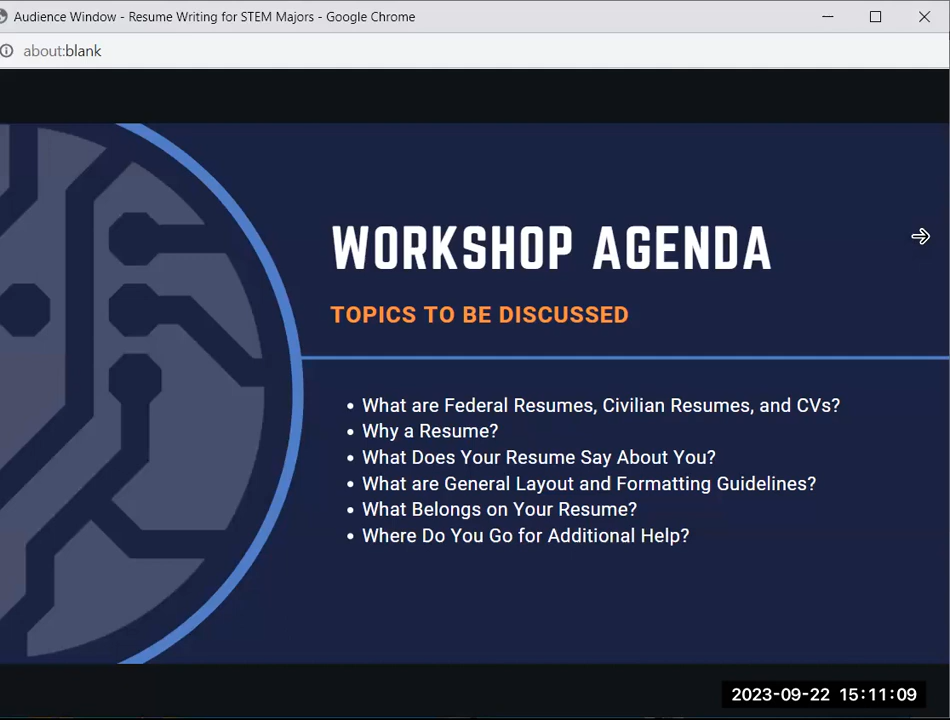 Audience Window - Resume Writing for STEM Majors - Google Chrome
about:blank
WORKSHOP AGENDA
TOPICS TO BE DISCUSSED
• What are Federal Resumes, Civilian Resumes, and CVs?
• Why a Resume?
• What Does Your Resume Say About You?
• What are General Layout and Formatting Guidelines?
• What Belongs on Your Resume?
• Where Do You Go for Additional Help?
2023-09-22 15:11:09